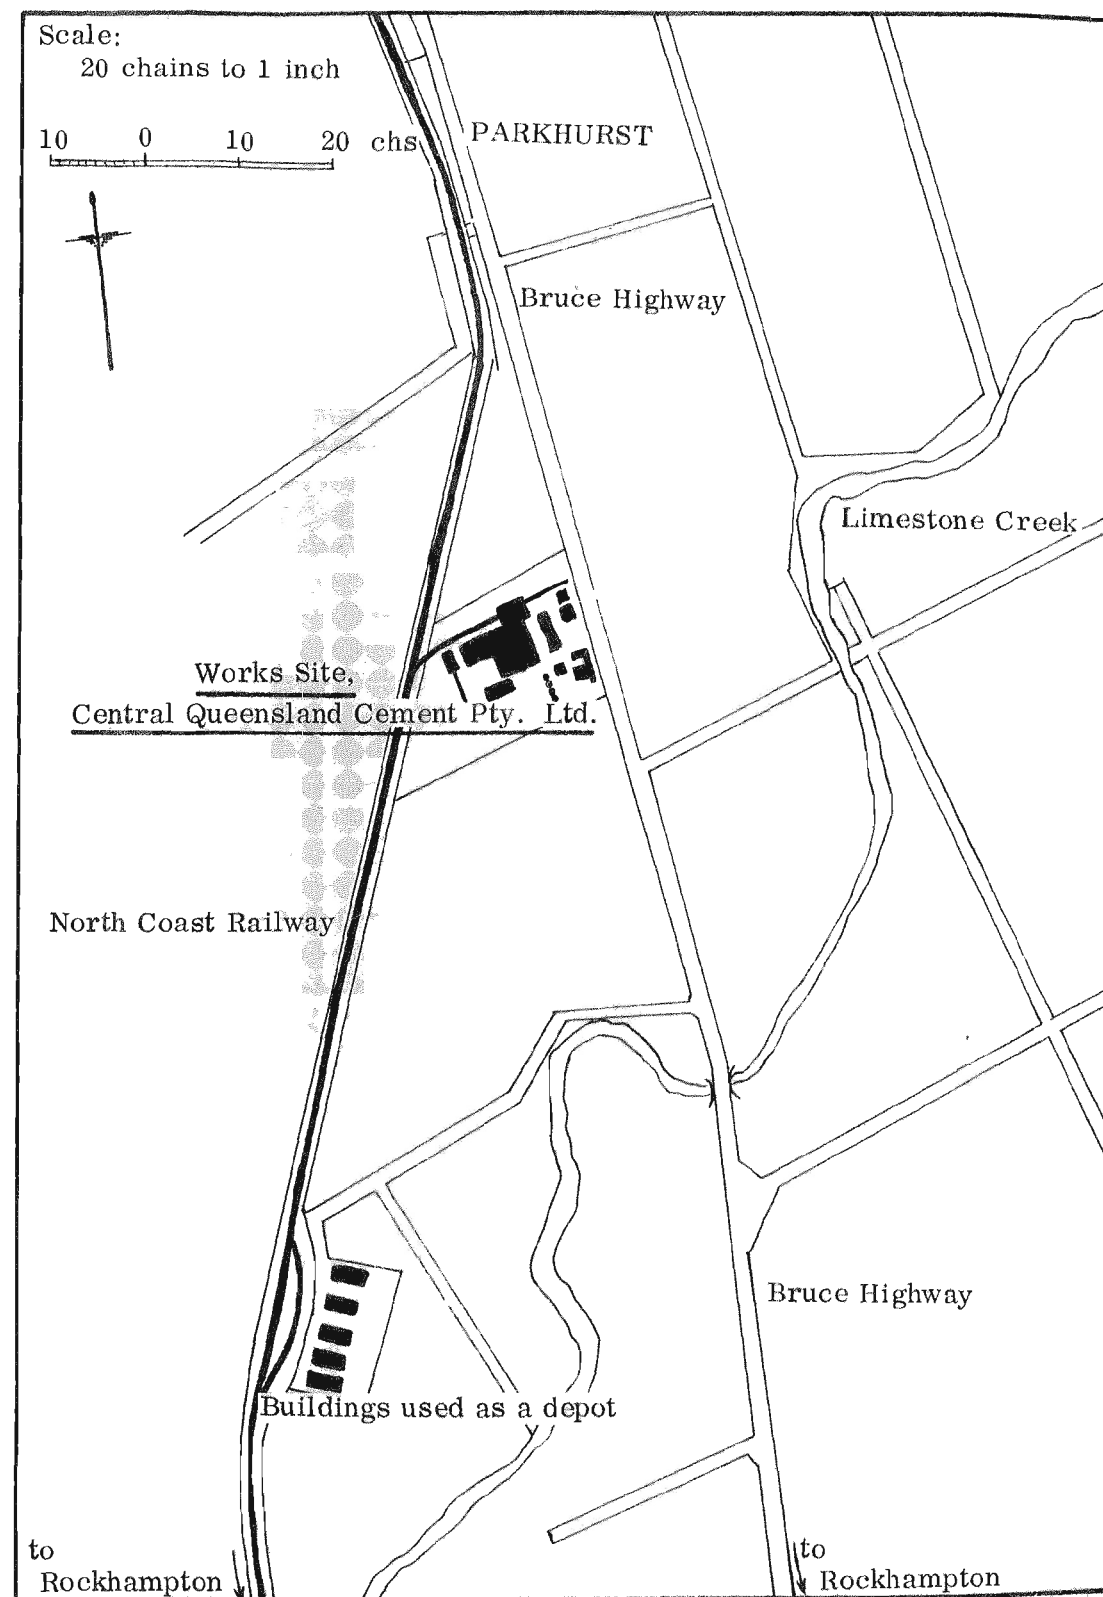 Scale:
20 chains to 1 inch
10 0 10 20 chs
PARKHURST
Bruce Highway
Limestone Creek
Works Site,
Central Queensland Cement Pty. Ltd.
North Coast Railway
Bruce Highway
Buildings used as a depot
to
Rockhampton
to
Rockhampton